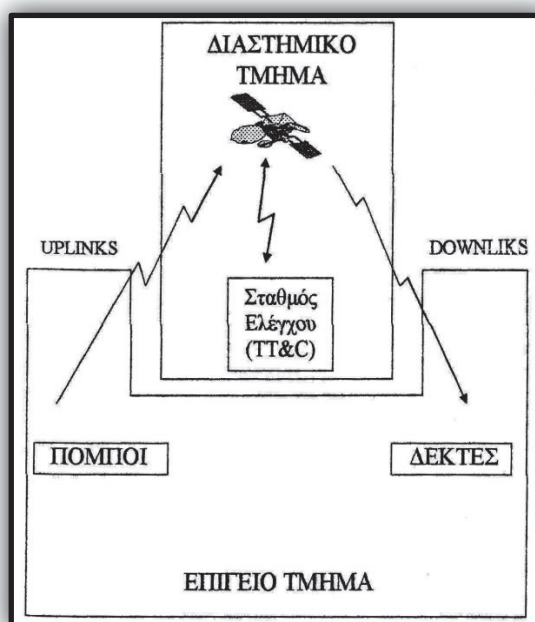 ΔΙΑΣΤΗΜΙΚΟ
ΤΜΗΜΑ
UPLINKS
DOWNLIKS
Σταθμός
Ελέγχου
(TT&C)
ΠΟΜΠΟΙ
ΔΕΚΤΕΣ
ΕΠΙΓΕΙΟ ΤΜΗΜΑ